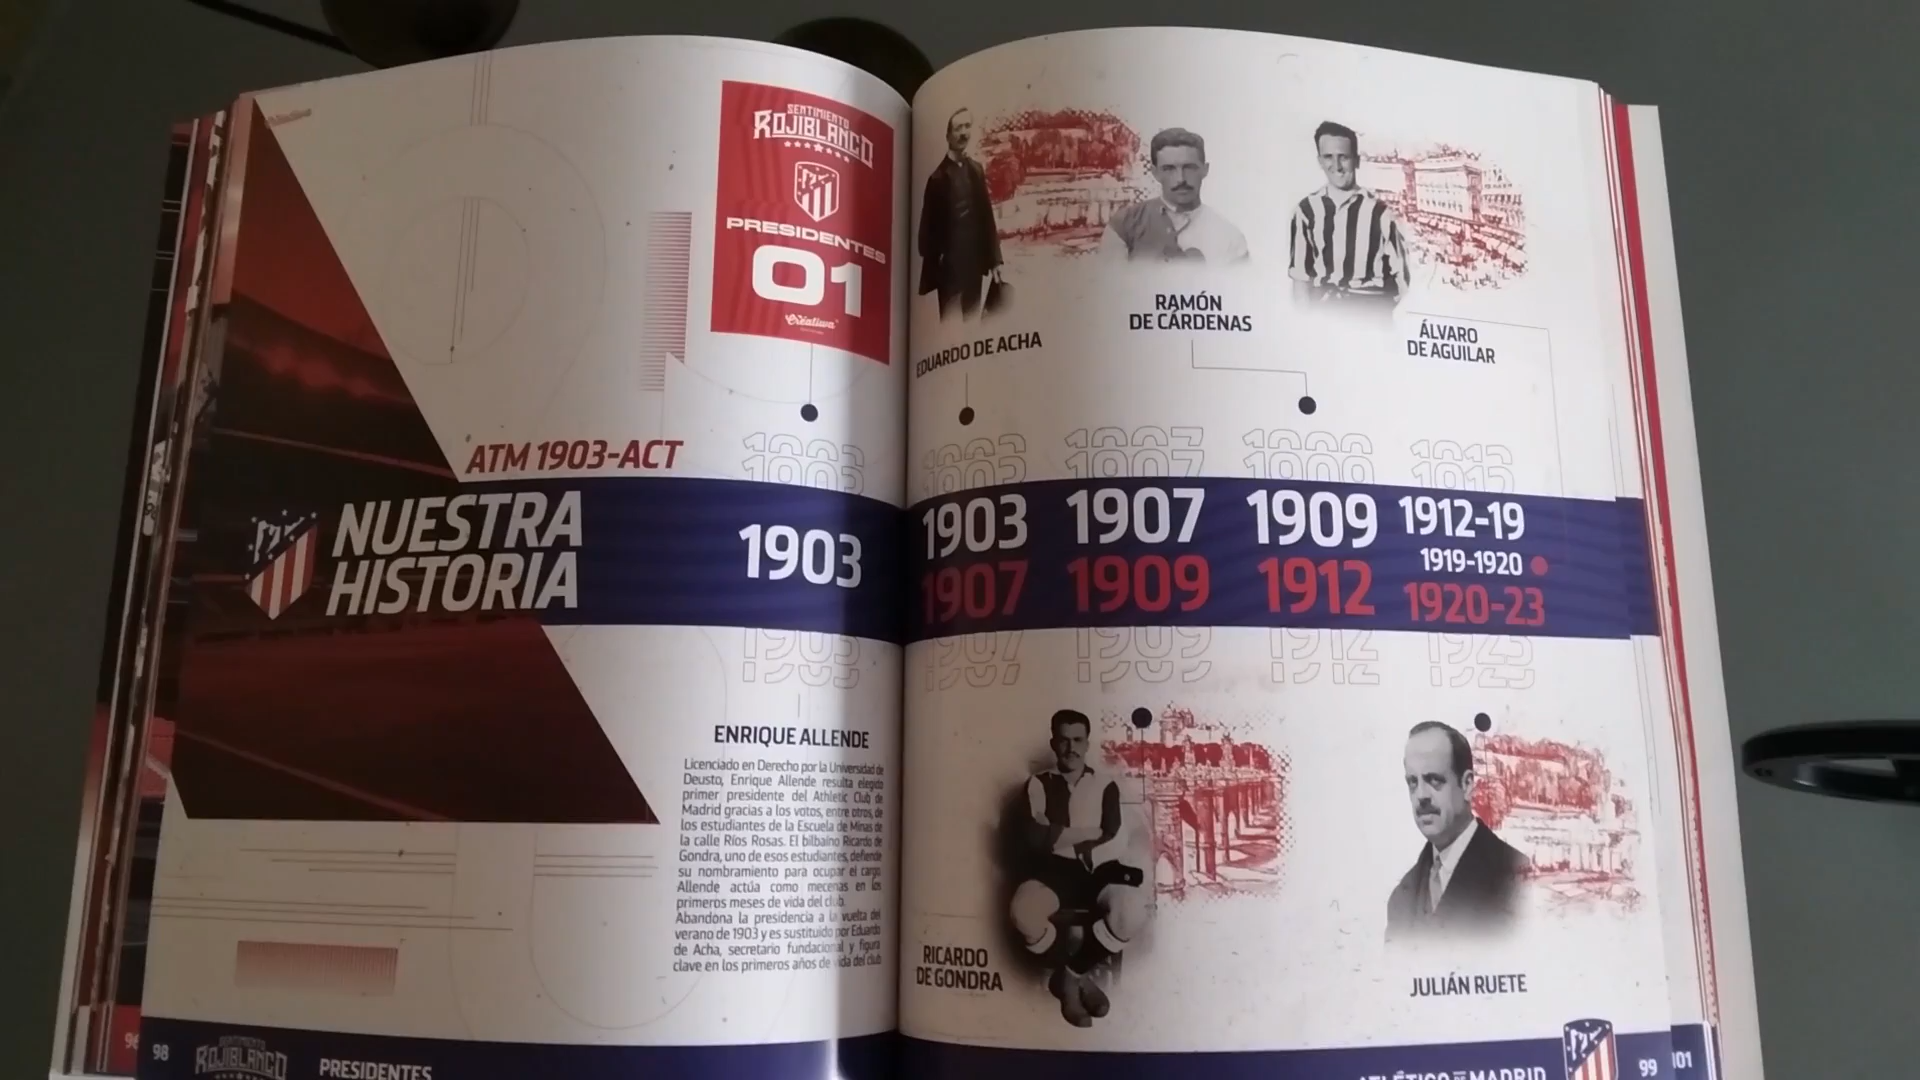 SENTIMIENTO
ROJIBLANCO
PRESIDENTES
01
Créatiwa
ATM 1903-ACT
NUESTRA
HISTORIA
1903
ENRIQUE ALLENDE
Licenciado en Derecho por la Universidad de
Deusto, Enrique Allende resulta elegido
primer presidente del Athletic Club de
Madrid gracias a los votos, entre otros, de
los estudiantes de la Escuela de Minas de
la calle Ríos Rosas. El bilbaíno Ricardo de
Gondra, uno de esos estudiantes, defiende
su nombramiento para ocupar el cargo.
Allende actúa como mecenas en los
primeros meses de vida del club.
Abandona la presidencia a la vuelta del
verano de 1903 y es sustituido por Eduardo
de Acha, secretario fundacional y figura
clave en los primeros años de vida del club
96
98
SENTIMIENTO
ROJIBLANCO
PRESIDENTES
EDUARDO DE ACHA
RAMÓN
DE CÁRDENAS
ÁLVARO
DE AGUILAR
1903
1907
1907
1909
1909
1912
1912-19
1919-1920
1920-23
RICARDO
DE GONDRA
JULIÁN RUETE
ATLÉTICO DE MADRID
99
101